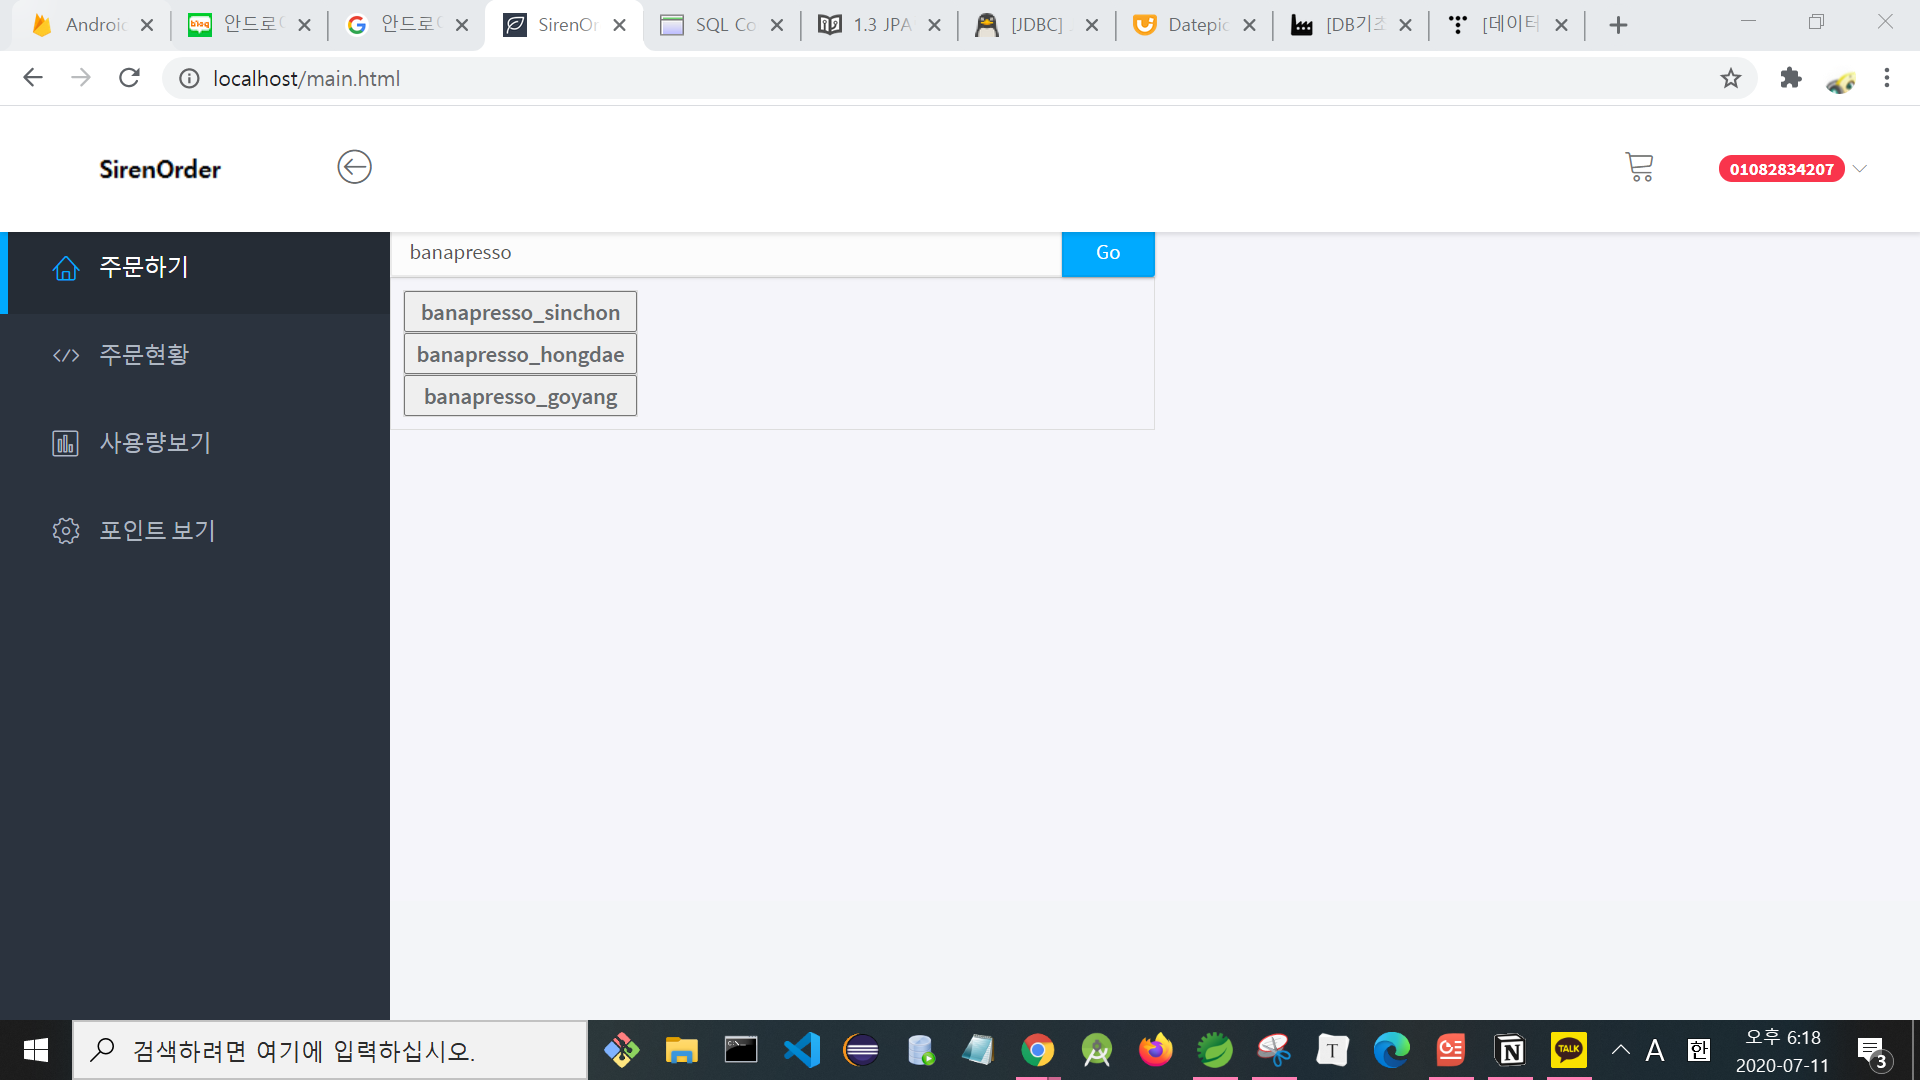 Android
안드로이
안드로이
SirenOr
SQL Co
1.3 JPA
[JDBC]
Datepic
[DB기초
[데이터
localhost/main.html
SirenOrder
01082834207
주문하기
banapresso
Go
banapresso_sinchon
banapresso_hongdae
banapresso_goyang
주문현황
사용량보기
포인트 보기
검색하려면 여기에 입력하십시오.
T
N
TALK
A
한
오후 6:18
2020-07-11
3